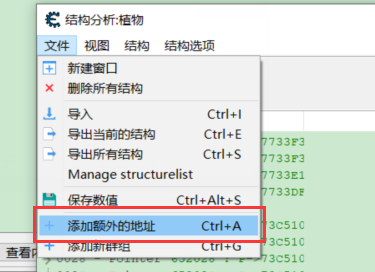 结构分析:植物
文件 视图 结构 结构选项
新建窗口
删除所有结构
导入 Ctrl+I
7733F3
导出当前的结构 Ctrl+E
7733F3
导出所有结构 Ctrl+S
7733E1
Manage structurelist
7733DF
保存数值 Ctrl+Alt+S
添加额外的地址 Ctrl+A
73C510
查看内
添加新群组 Ctrl+G
73C510